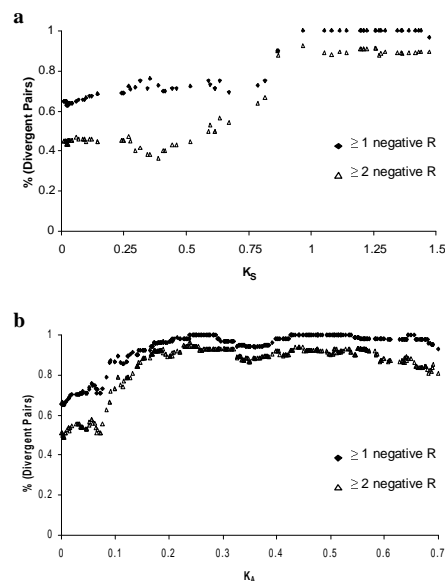 a
% (Divergent Pairs)
1
0.8
0.6
0.4
0.2
0
♦ ≥ 1 negative R
△ ≥ 2 negative R
0 0.25 0.5 0.75 1 1.25 1.5
K_S
b
% (Divergent Pairs)
1
0.8
0.6
0.4
0.2
0
♦ ≥ 1 negative R
△ ≥ 2 negative R
0 0.1 0.2 0.3 0.4 0.5 0.6 0.7
K_A